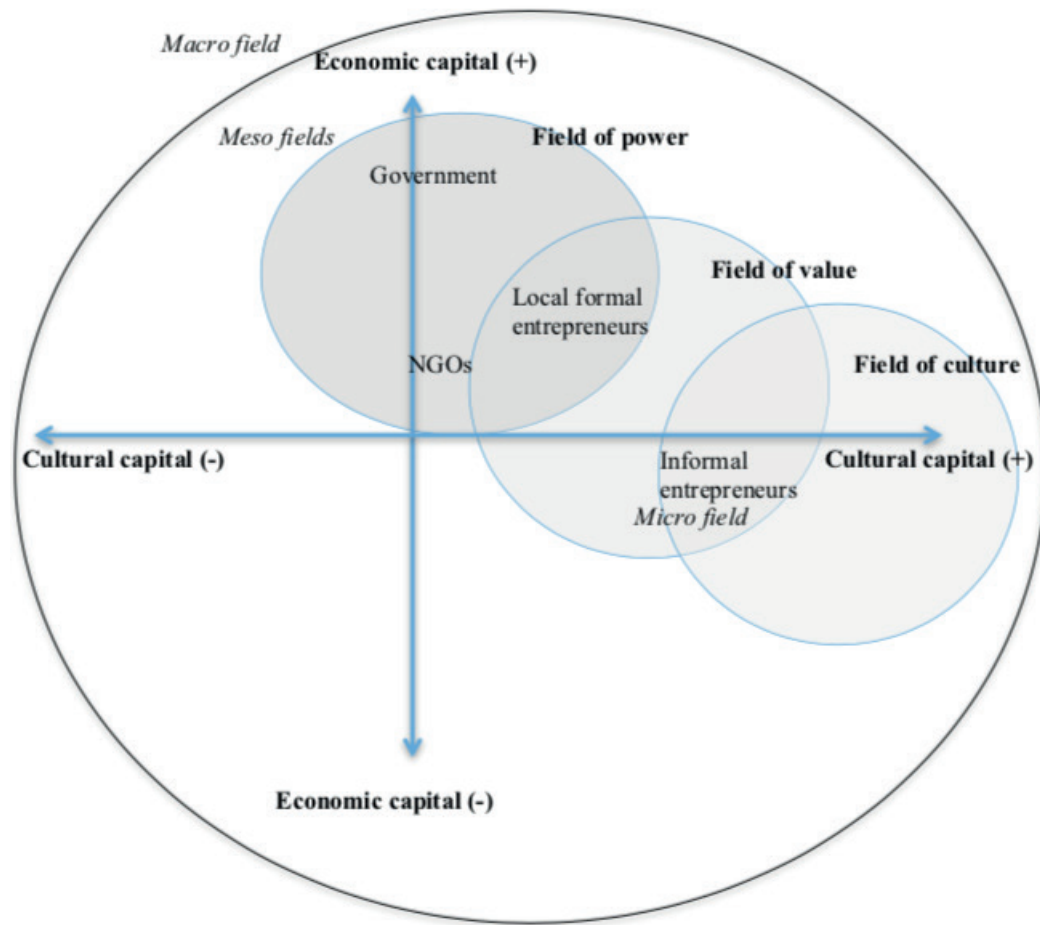 Macro field
Economic capital (+)
Meso fields
Field of power
Government
Field of value
Local formal
entrepreneurs
NGOs
Field of culture
Cultural capital (-)
Informal
entrepreneurs
Cultural capital (+)
Micro field
Economic capital (-)